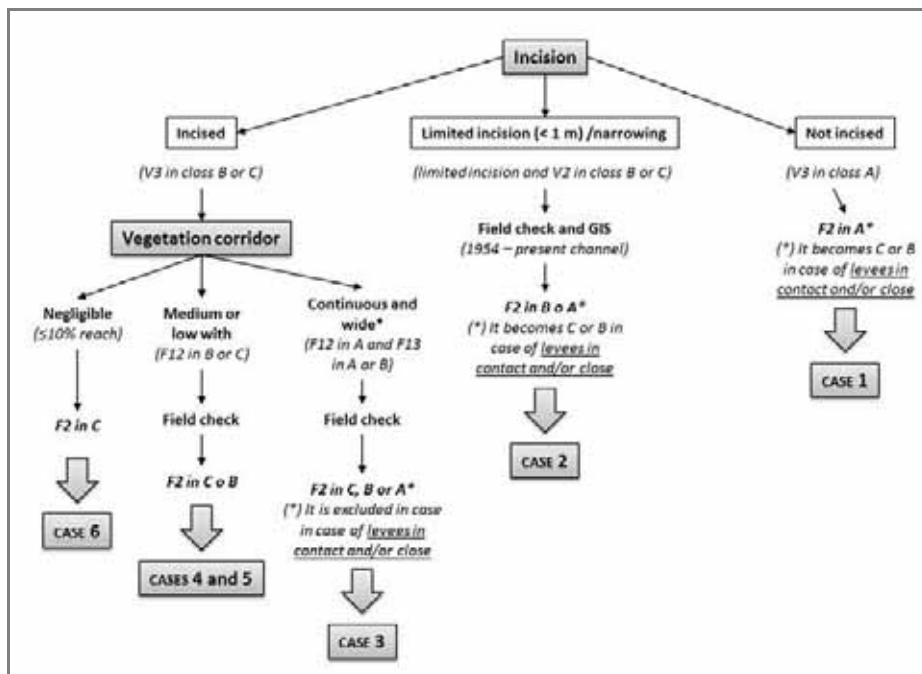 Incision
Incised
Limited incision (< 1 m) /narrowing
Not incised
(V3 in class B or C)
(limited incision and V2 in class B or C)
(V3 in class A)
Vegetation corridor
Field check and GIS
(1954 – present channel)
F2 in A*
(*) It becomes C or B
in case of levees in
contact and/or close
Negligible
(≤10% reach)
Medium or
low with
(F12 in B or C)
Continuous and
wide*
(F12 in A and F13
in A or B)
F2 in B o A*
(*) It becomes C or B in
case of levees in
contact and/or close
CASE 1
F2 in C
Field check
Field check
CASE 2
F2 in C o B
F2 in C, B or A*
(*) It is excluded in case
in case of levees in
contact and/or close
CASE 6
CASES 4 and 5
CASE 3